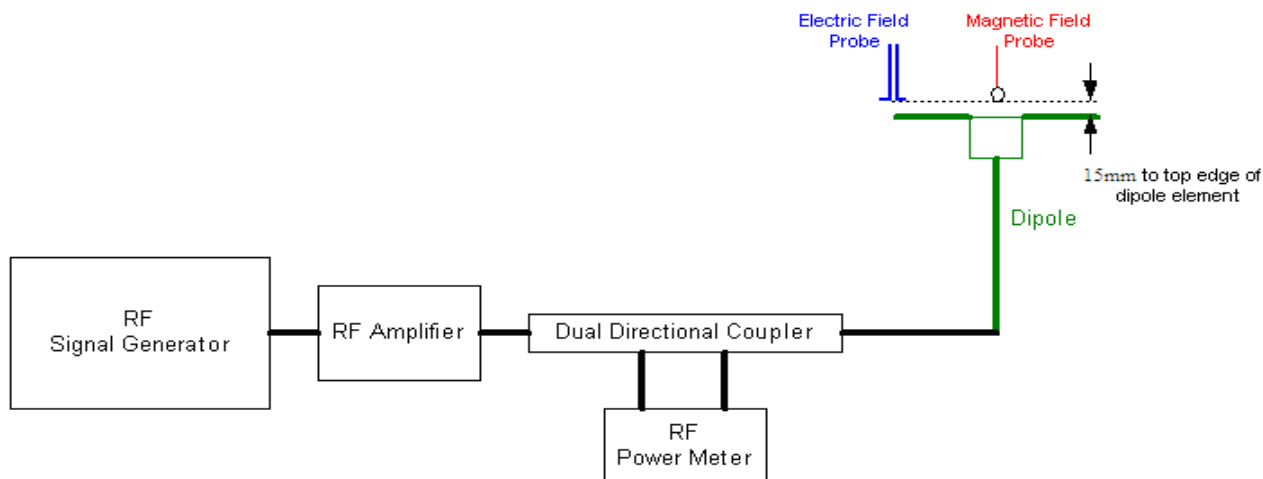 Electric Field
Probe
Magnetic Field
Probe
15mm to top edge of
dipole element
Dipole
RF
Signal Generator
RF Amplifier
Dual Directional Coupler
RF
Power Meter